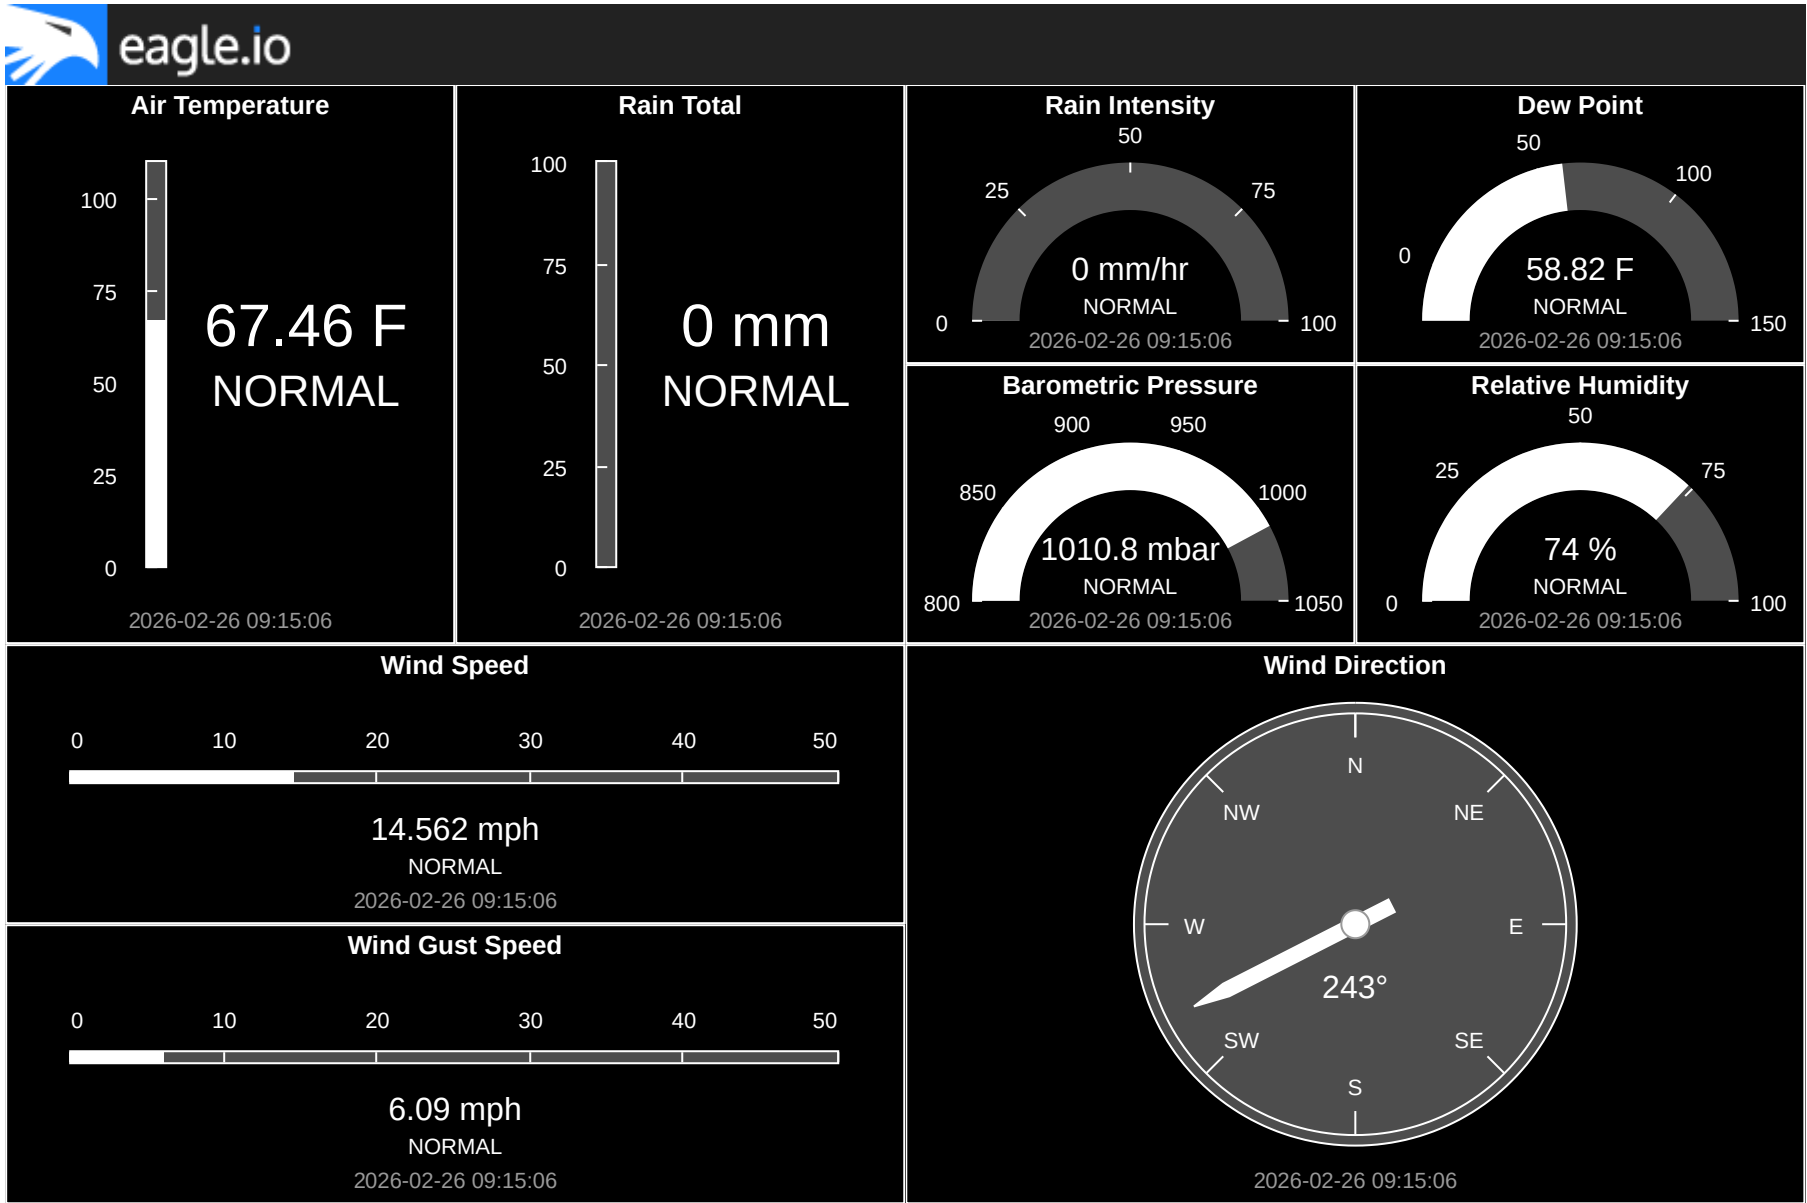 eagle.io
Air Temperature
100
75
50
25
0
67.46 F
NORMAL
2026-02-26 09:15:06
Rain Total
100
75
50
25
0
0 mm
NORMAL
2026-02-26 09:15:06
Rain Intensity
0
25
50
75
100
0 mm/hr
NORMAL
2026-02-26 09:15:06
Dew Point
0
50
100
150
58.82 F
NORMAL
2026-02-26 09:15:06
Barometric Pressure
800
850
900
950
1000
1050
1010.8 mbar
NORMAL
2026-02-26 09:15:06
Relative Humidity
0
25
50
75
100
74 %
NORMAL
2026-02-26 09:15:06
Wind Speed
0 10 20 30 40 50
14.562 mph
NORMAL
2026-02-26 09:15:06
Wind Gust Speed
0 10 20 30 40 50
6.09 mph
NORMAL
2026-02-26 09:15:06
Wind Direction
N
NW NE
W E
243°
SW SE
S
2026-02-26 09:15:06